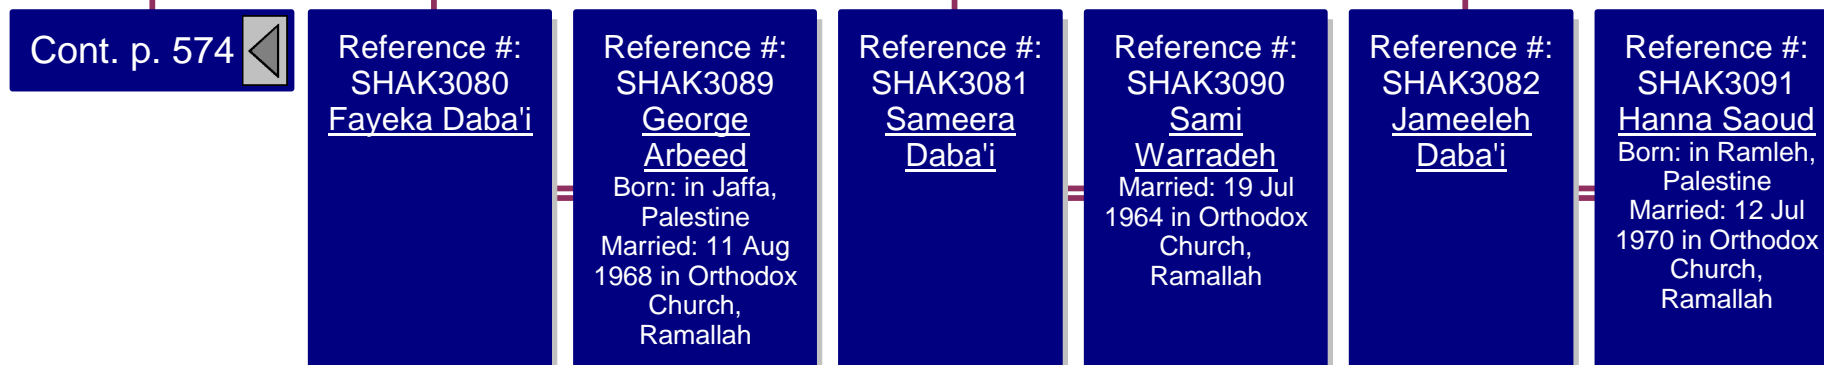 Cont. p. 574
Reference #:
SHAK3080
Fayeka Daba'i
Reference #:
SHAK3089
George
Arbeed
Born: in Jaffa,
Palestine
Married: 11 Aug
1968 in Orthodox
Church,
Ramallah
Reference #:
SHAK3081
Sameera
Daba'i
Reference #:
SHAK3090
Sami
Warradeh
Married: 19 Jul
1964 in Orthodox
Church,
Ramallah
Reference #:
SHAK3082
Jameeleh
Daba'i
Reference #:
SHAK3091
Hanna Saoud
Born: in Ramleh,
Palestine
Married: 12 Jul
1970 in Orthodox
Church,
Ramallah